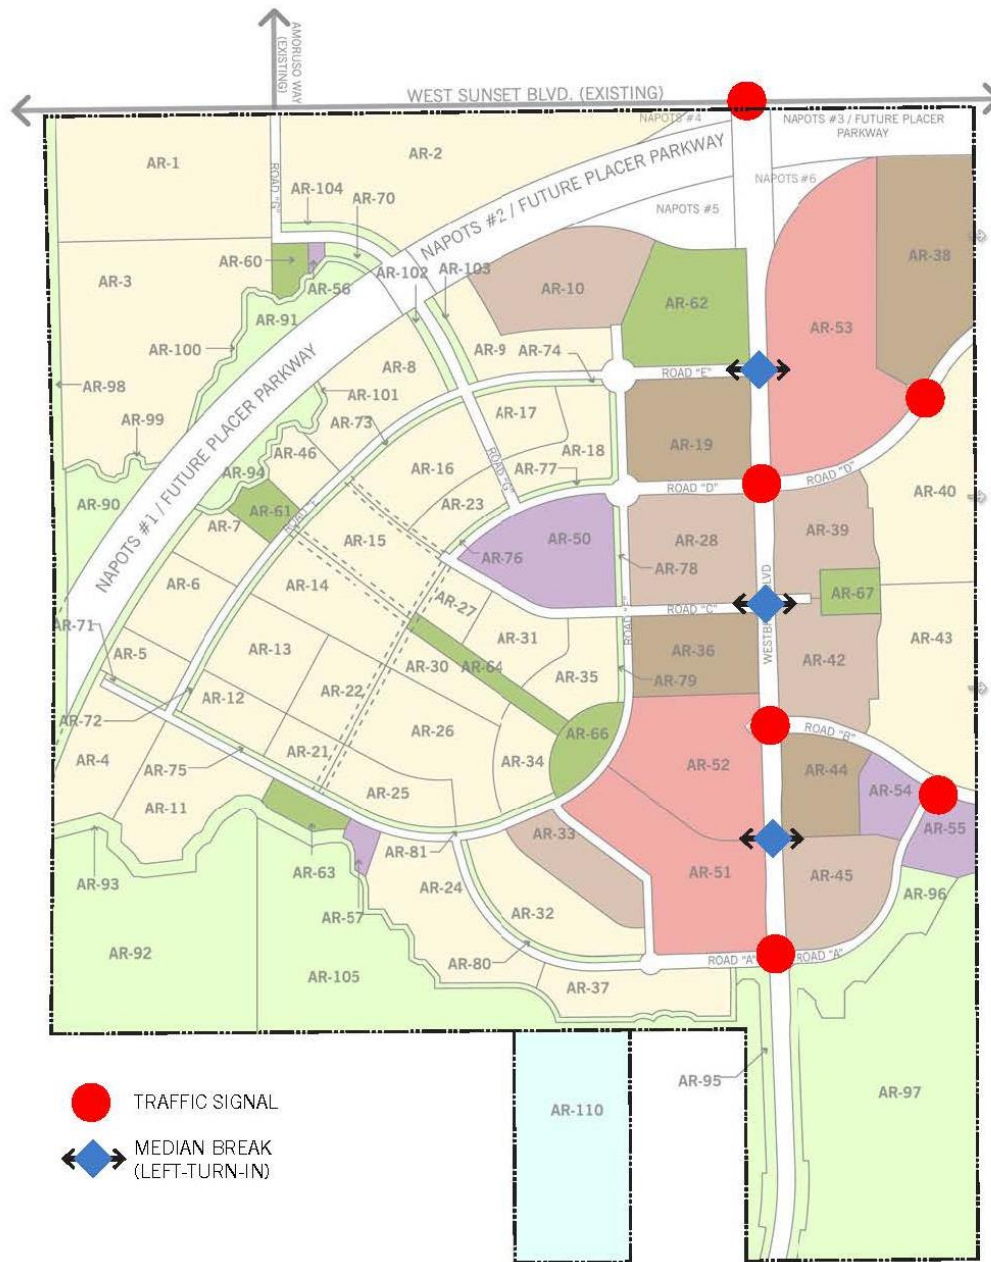 AMORUSO WAY
(EXISTING)
WEST SUNSET BLVD. (EXISTING)
NAPOTS #4
NAPOTS #3 / FUTURE PLACER
PARKWAY
AR-1
AR-2
ROAD "G"
AR-104
AR-70
NAPOTS #2 / FUTURE PLACER PARKWAY
NAPOTS #6
NAPOTS #5
AR-3
AR-60
AR-56
AR-102
AR-103
AR-10
AR-62
AR-53
AR-38
AR-91
AR-100
AR-98
AR-99
AR-101
AR-73
AR-8
AR-9
AR-74
ROAD "E"
NAPOTS #1 / FUTURE PLACER PARKWAY
AR-46
AR-17
AR-18
AR-19
AR-16
AR-77
ROAD "G"
ROAD "D"
ROAD "D"
AR-94
AR-90
AR-61
AR-7
AR-23
AR-40
AR-15
AR-76
AR-50
AR-28
AR-39
AR-78
AR-6
AR-14
AR-27
AR-67
ROAD "C"
ROAD "F"
AR-71
AR-5
AR-13
AR-31
AR-30
AR-64
AR-35
AR-36
AR-79
AR-42
AR-43
AR-12
AR-22
AR-72
AR-26
AR-66
ROAD "B"
AR-4
AR-75
AR-21
AR-34
AR-52
AR-44
AR-54
AR-11
AR-25
AR-33
AR-55
AR-81
AR-51
AR-45
AR-93
AR-63
AR-24
AR-96
AR-57
AR-32
AR-92
AR-105
AR-80
ROAD "A"
ROAD "A"
AR-37
AR-95
AR-97
AR-110
TRAFFIC SIGNAL
MEDIAN BREAK
(LEFT-TURN-IN)